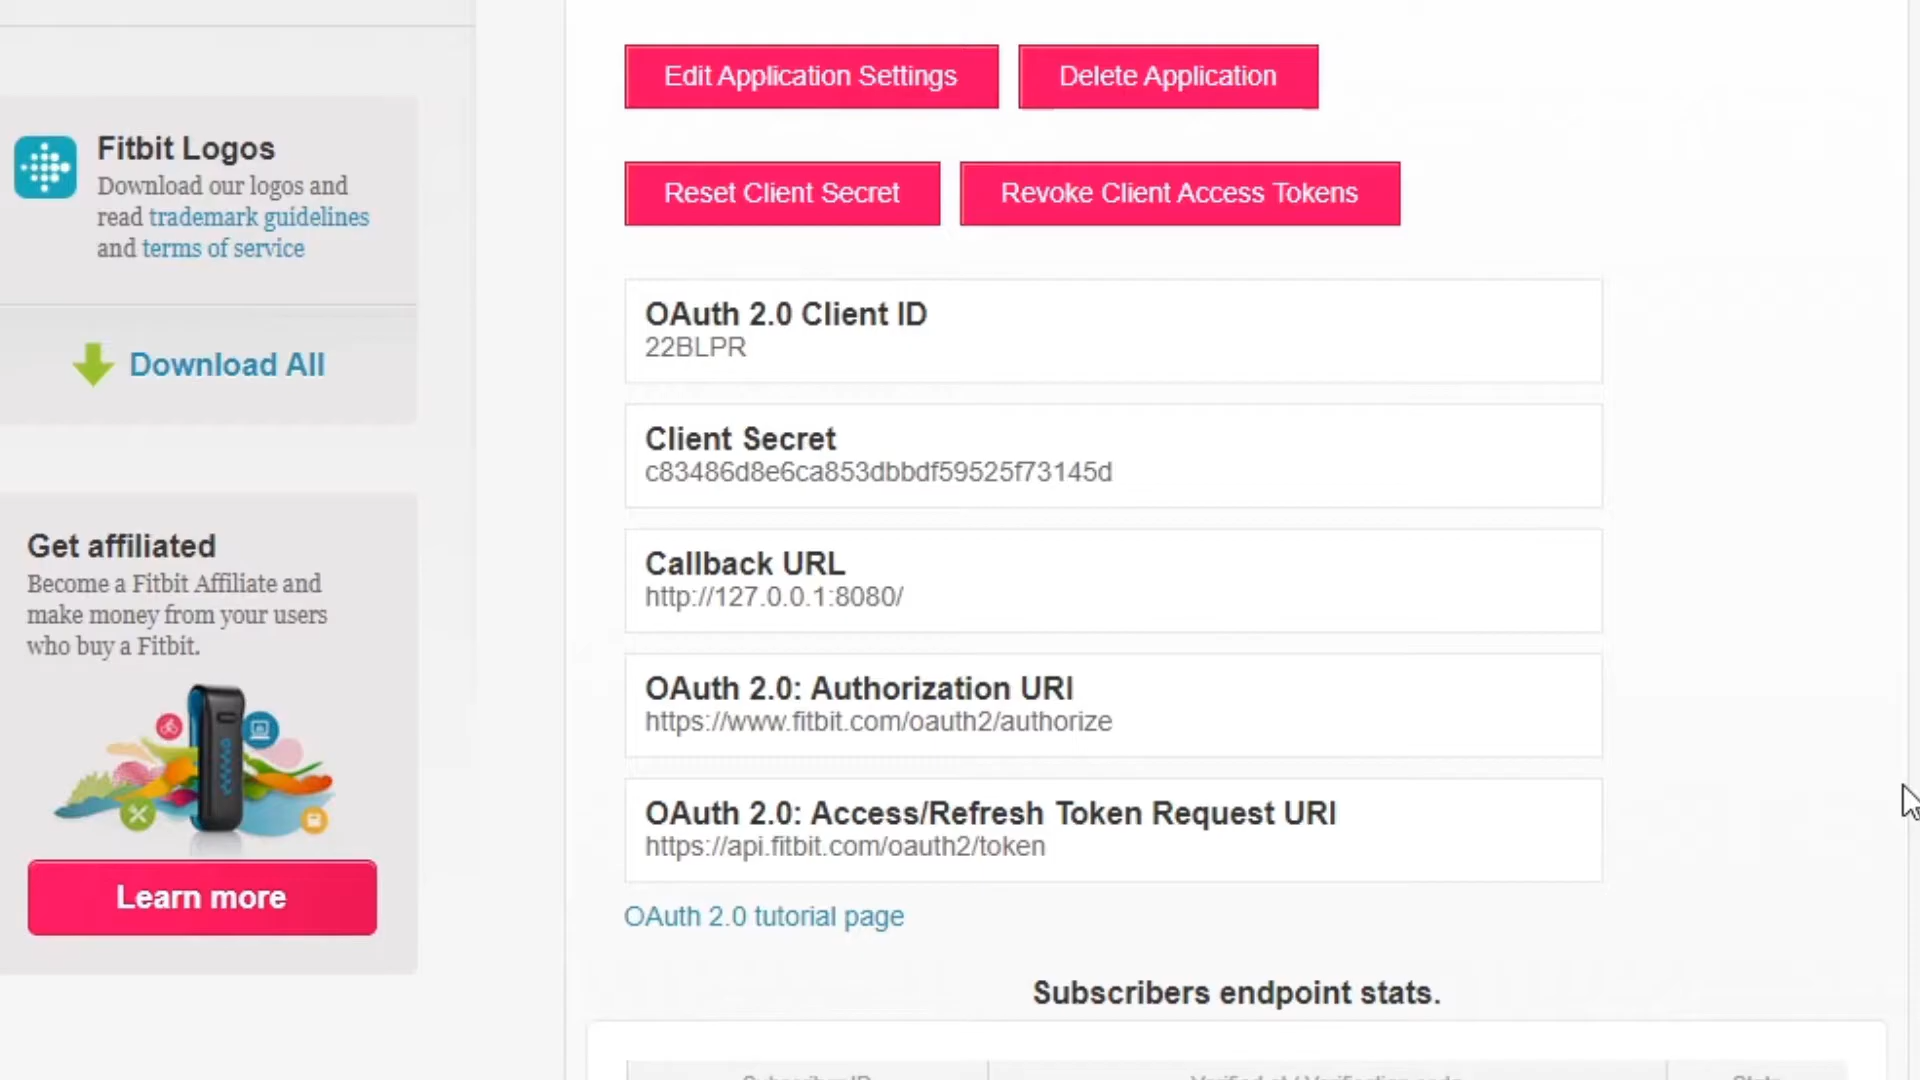 Edit Application Settings
Delete Application
Reset Client Secret
Revoke Client Access Tokens
Fitbit Logos
Download our logos and
read trademark guidelines
and terms of service
Download All
Get affiliated
Become a Fitbit Affiliate and
make money from your users
who buy a Fitbit.
Learn more
OAuth 2.0 Client ID
22BLPR
Client Secret
c83486d8e6ca853dbbdf59525f73145d
Callback URL
http://127.0.0.1:8080/
OAuth 2.0: Authorization URI
https://www.fitbit.com/oauth2/authorize
OAuth 2.0: Access/Refresh Token Request URI
https://api.fitbit.com/oauth2/token
OAuth 2.0 tutorial page
Subscribers endpoint stats.